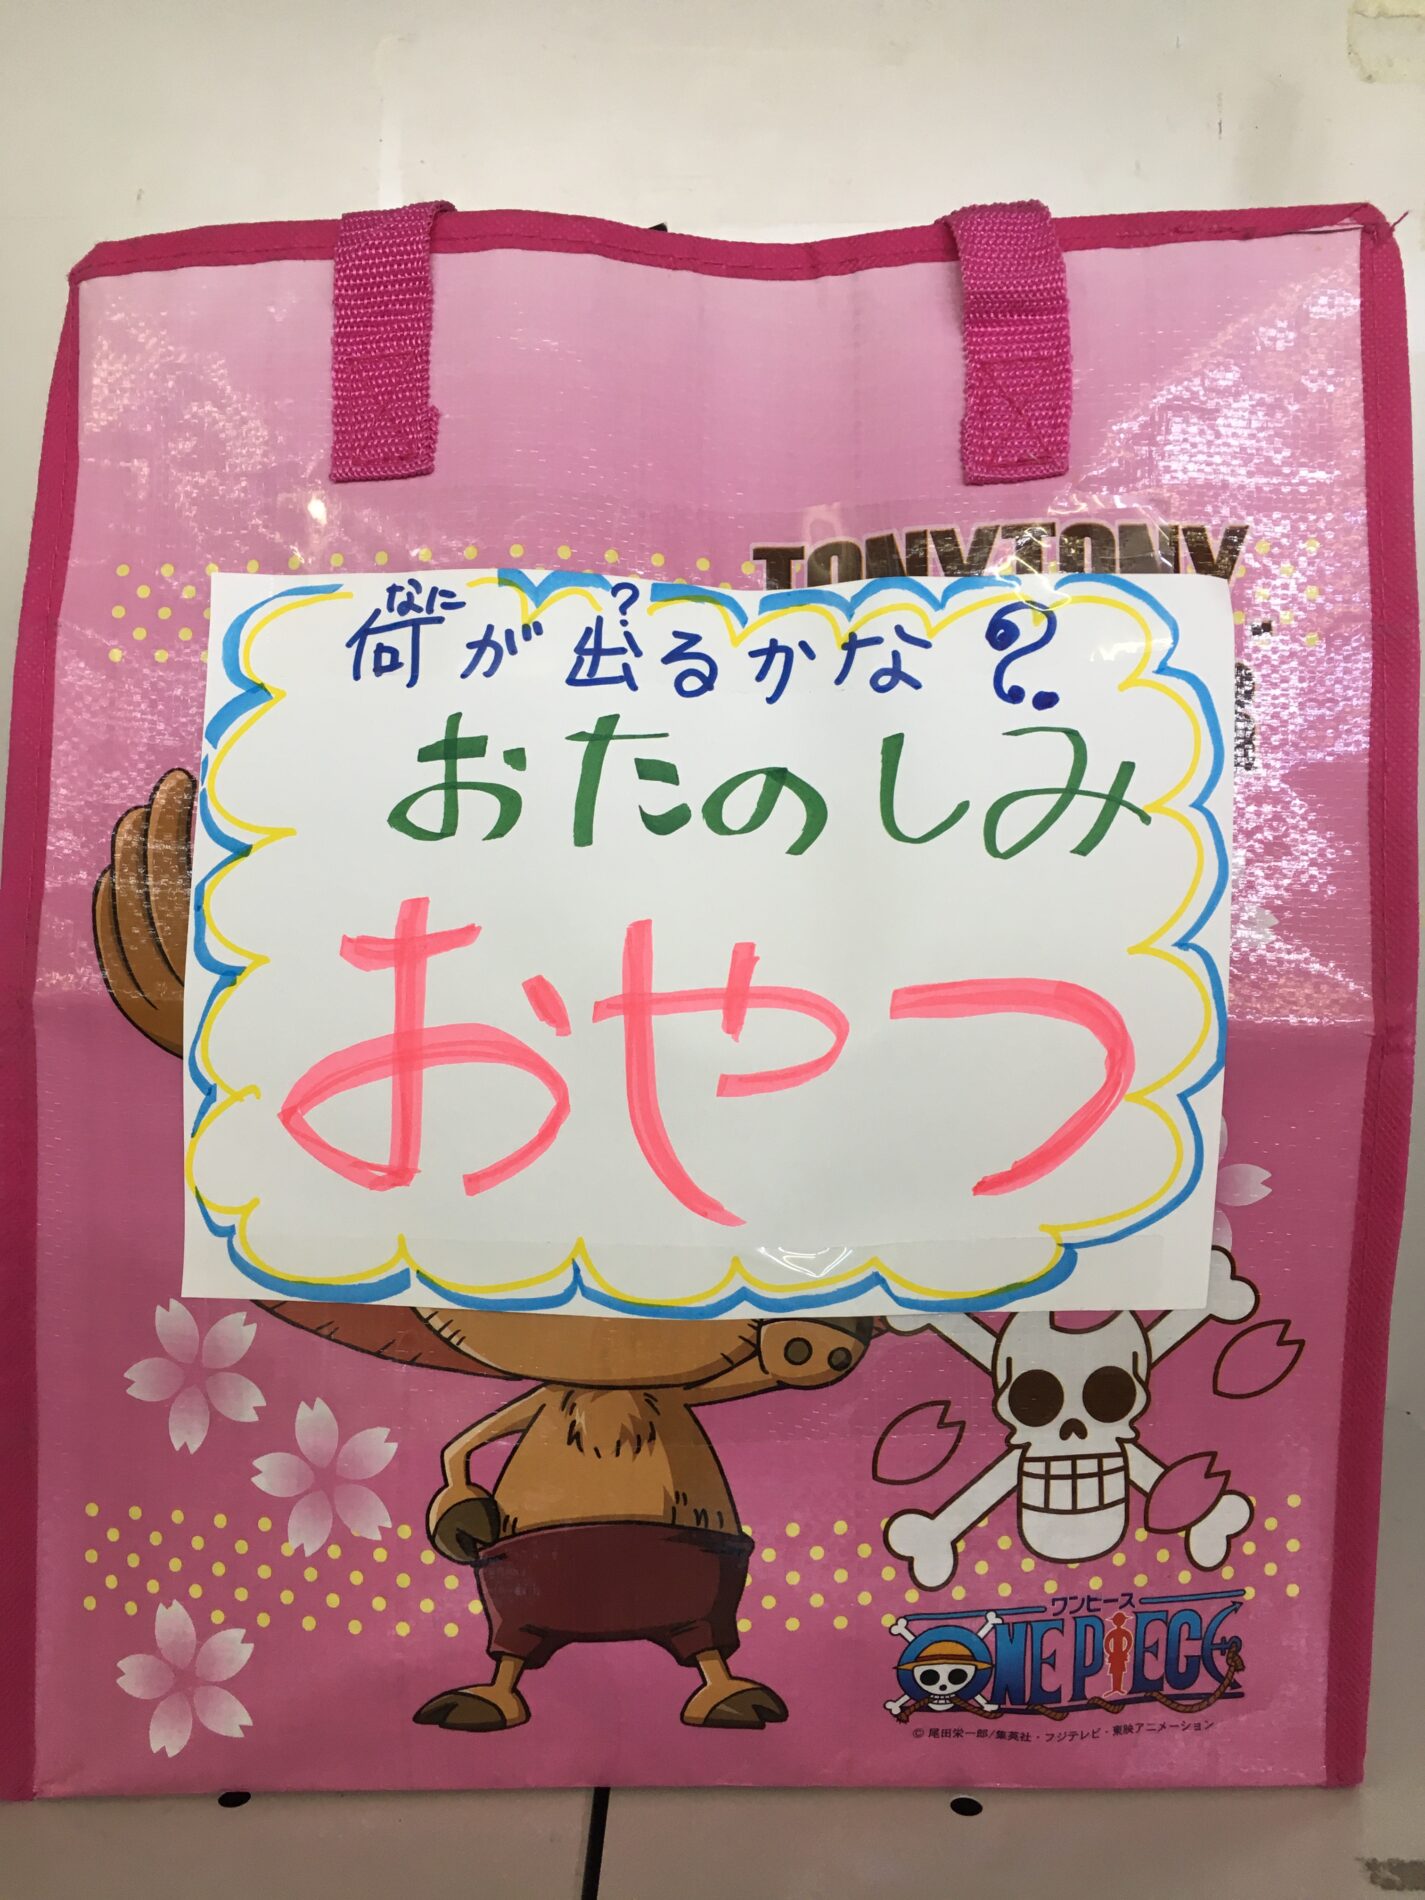 TONYTONY
なに ?
何が出るかな?
おたのしみ
おやつ
ワンピース
ONE PIECE
© 尾田栄一郎/集英社・フジテレビ・東映アニメーション